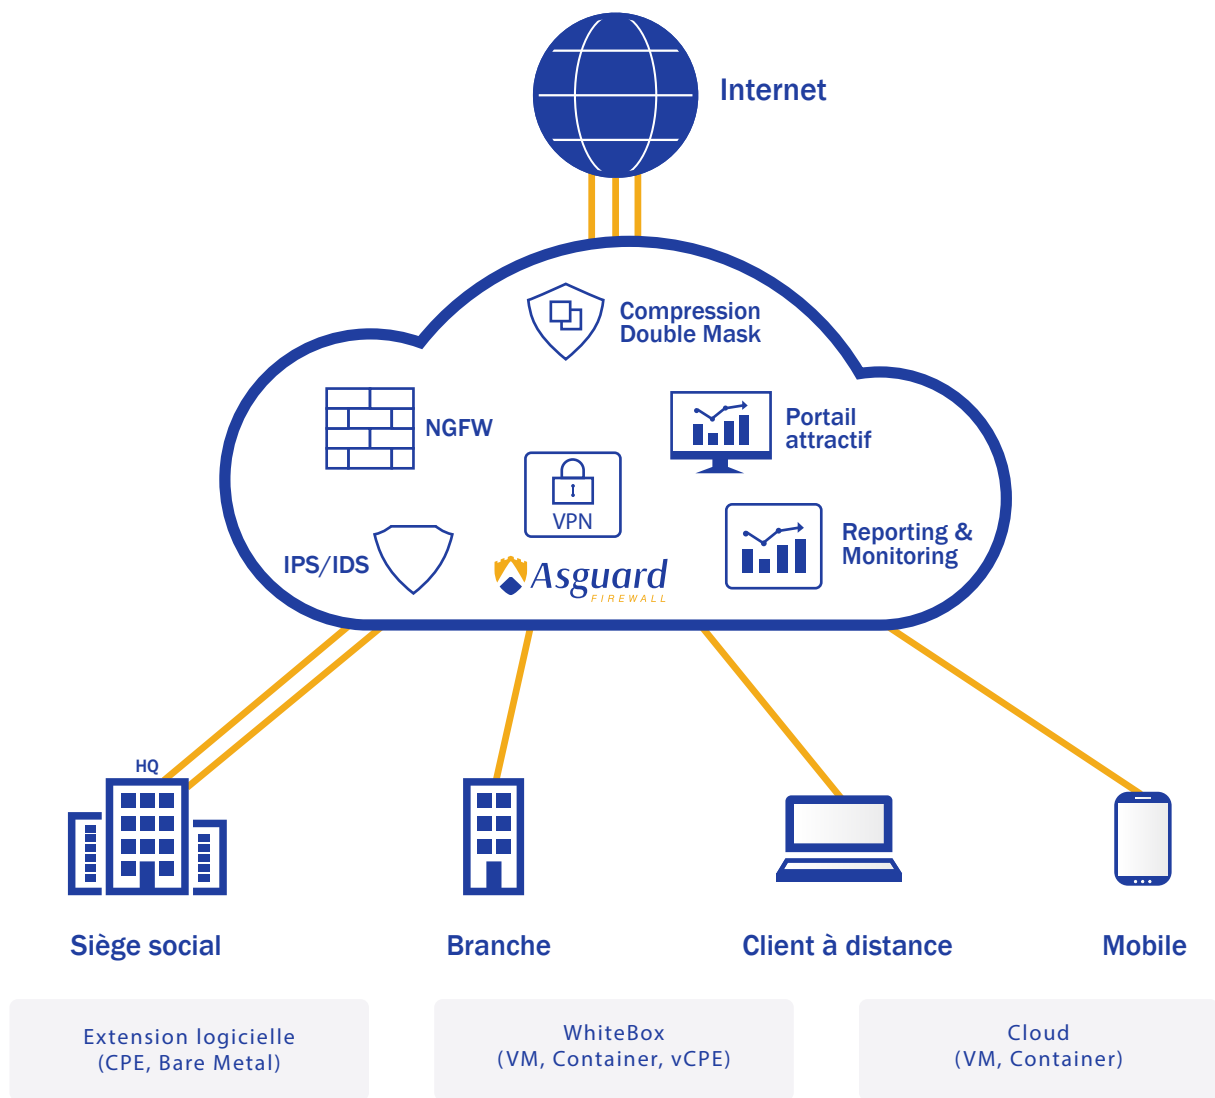 Internet
Compression
Double Mask
NGFW
Portail
attractif
VPN
IPS/IDS
Reporting &
Monitoring
Asguard
FIREWALL
HQ
Siège social
Branche
Client à distance
Mobile
Extension logicielle
(CPE, Bare Metal)
WhiteBox
(VM, Container, vCPE)
Cloud
(VM, Container)